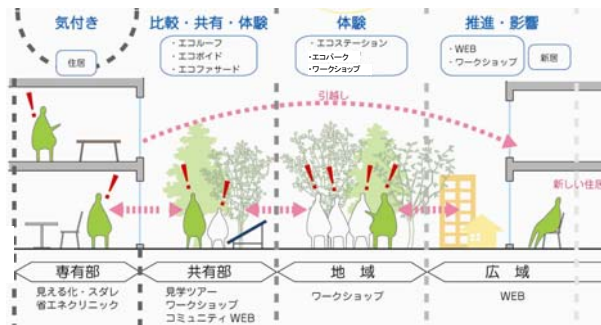 気付き
比較・共有・体験
体験
推進・影響
住居
・エコルーフ
・エコボイド
・エコファサード
・エコステーション
・エコパーク
・ワークショップ
・WEB
・ワークショップ
新居
引越し
新しい住居
専有部
共有部
地 域
広 域
見える化・スダレ
省エネクリニック
見学ツアー
ワークショップ
コミュニティ WEB
ワークショップ
WEB